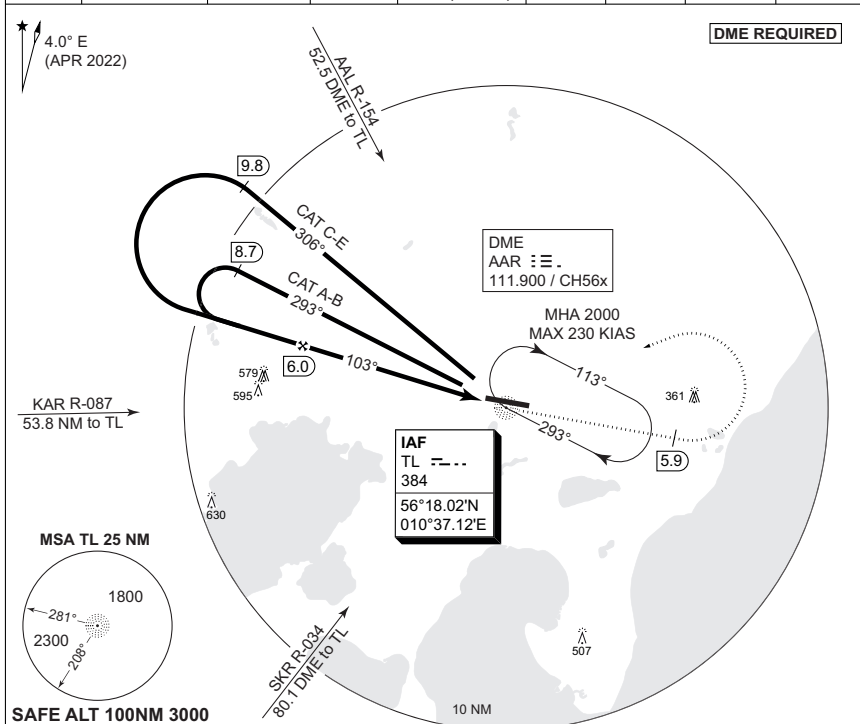 4.0° E
(APR 2022)
DME REQUIRED
AAL R-154
52.5 DME to TL
9.8
CAT C-E
306°
8.7
CAT A-B
293°
DME
AAR
111.900 / CH56x
MHA 2000
MAX 230 KIAS
6.0
103°
113°
579
595
361
KAR R-087
53.8 NM to TL
293°
5.9
IAF
TL
384
56°18.02'N
010°37.12'E
630
MSA TL 25 NM
1800
281°
2300
208°
SKR R-034
80.1 DME to TL
507
10 NM
SAFE ALT 100NM 3000